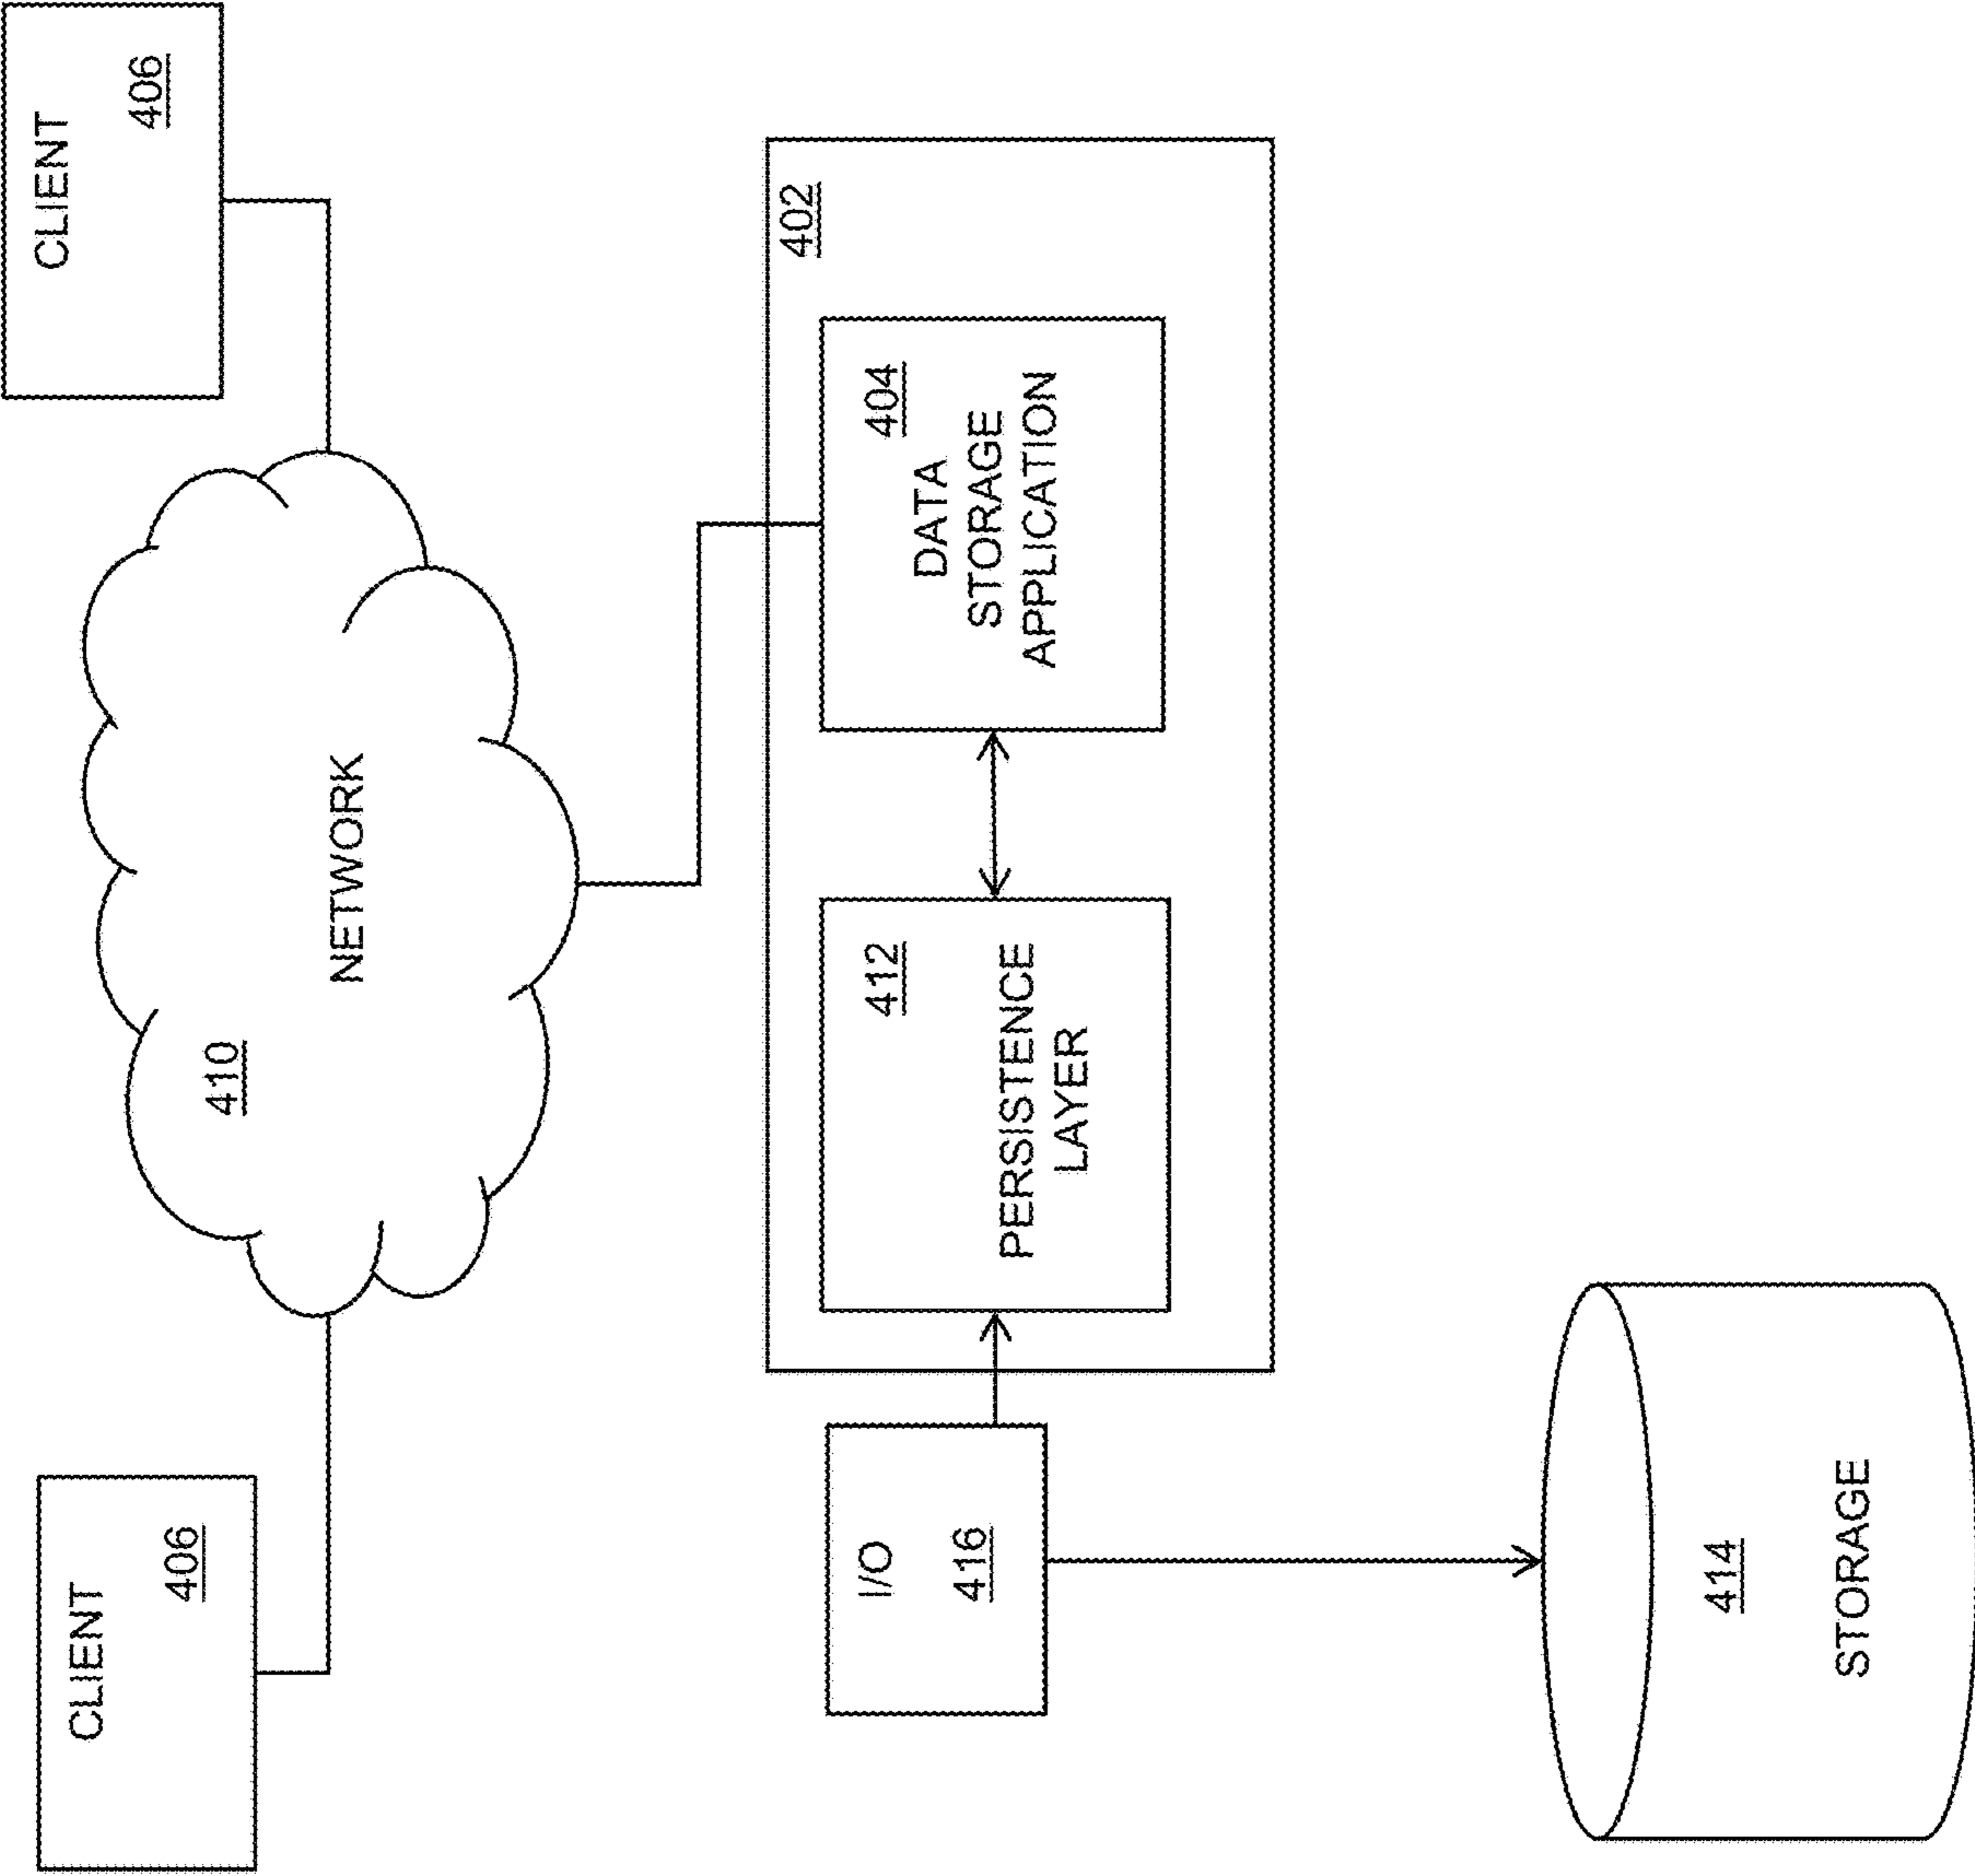 CLIENT
406
CLIENT
406
410
NETWORK
402
I/O
416
412
PERSISTENCE
LAYER
404
DATA
STORAGE
APPLICATION
414
STORAGE